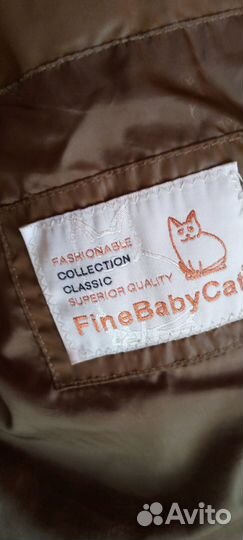 FASHIONABLE
COLLECTION
CLASSIC
SUPERIOR QUALITY
FineBabyCat
Avito